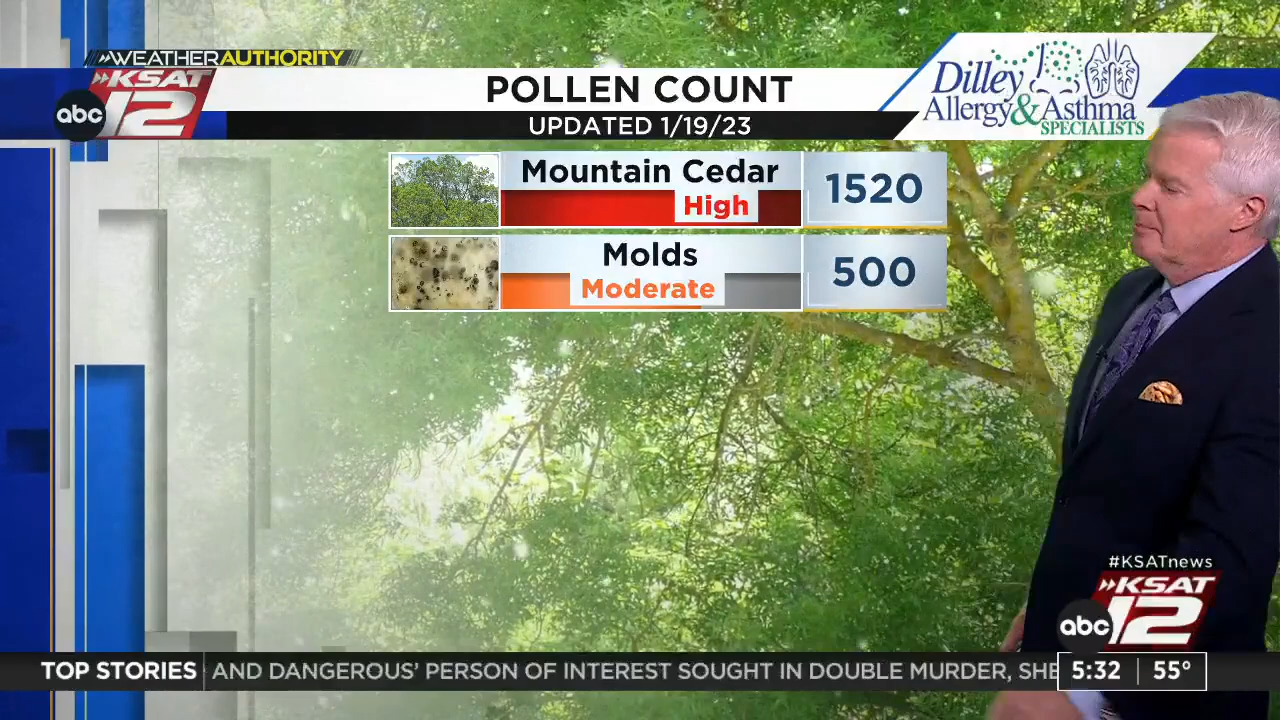 WEATHERAUTHORITY
KSAT
abc 12
POLLEN COUNT
UPDATED 1/19/23
Dilley
Allergy&Asthma
SPECIALISTS
Mountain Cedar
High
1520
Molds
Moderate
500
#KSATnews
KSAT
abc 12
TOP STORIES AND DANGEROUS' PERSON OF INTEREST SOUGHT IN DOUBLE MURDER, SHE
5:32 55°